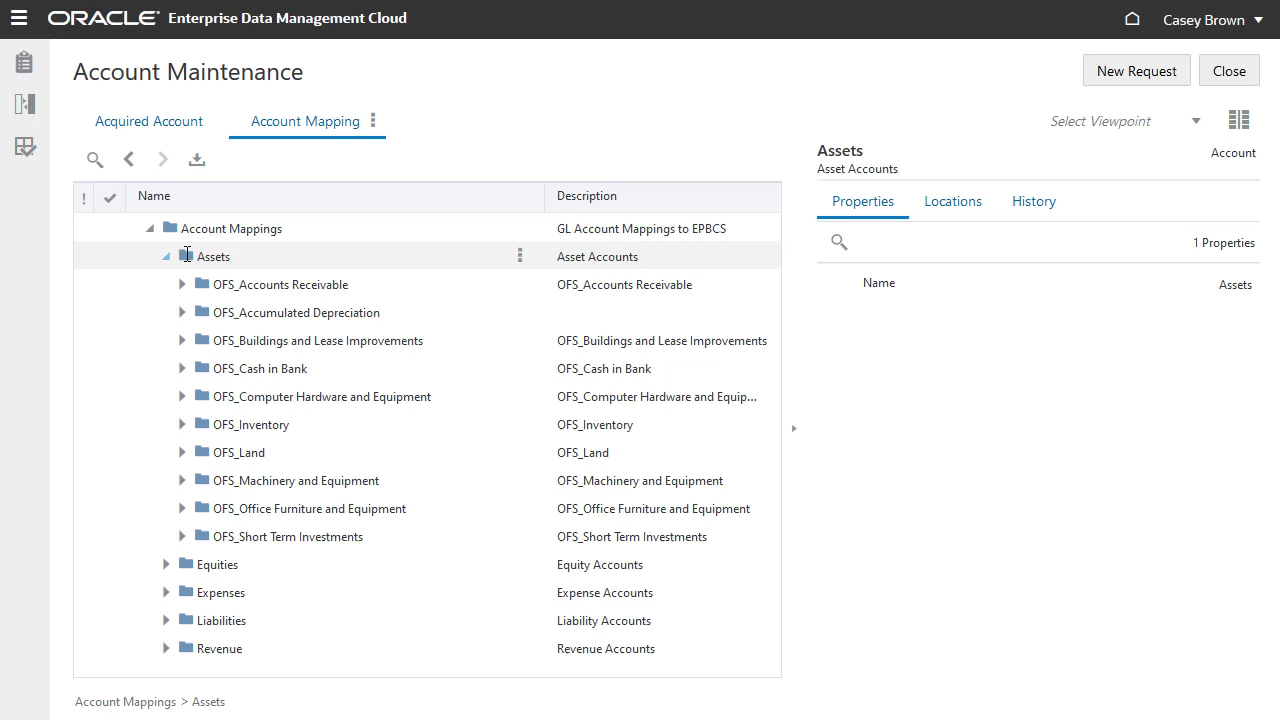 ORACLE Enterprise Data Management Cloud
Casey Brown
Account Maintenance
New Request
Close
Acquired Account
Account Mapping
Select Viewpoint
! Name Description
Account Mappings GL Account Mappings to EPBCS
Assets Asset Accounts
OFS_Accounts Receivable OFS_Accounts Receivable
OFS_Accumulated Depreciation
OFS_Buildings and Lease Improvements OFS_Buildings and Lease Improvements
OFS_Cash in Bank OFS_Cash in Bank
OFS_Computer Hardware and Equipment OFS_Computer Hardware and Equip...
OFS_Inventory OFS_Inventory
OFS_Land OFS_Land
OFS_Machinery and Equipment OFS_Machinery and Equipment
OFS_Office Furniture and Equipment OFS_Office Furniture and Equipment
OFS_Short Term Investments OFS_Short Term Investments
Equities Equity Accounts
Expenses Expense Accounts
Liabilities Liability Accounts
Revenue Revenue Accounts
Account Mappings > Assets
Assets
Account
Asset Accounts
Properties Locations History
1 Properties
Name Assets